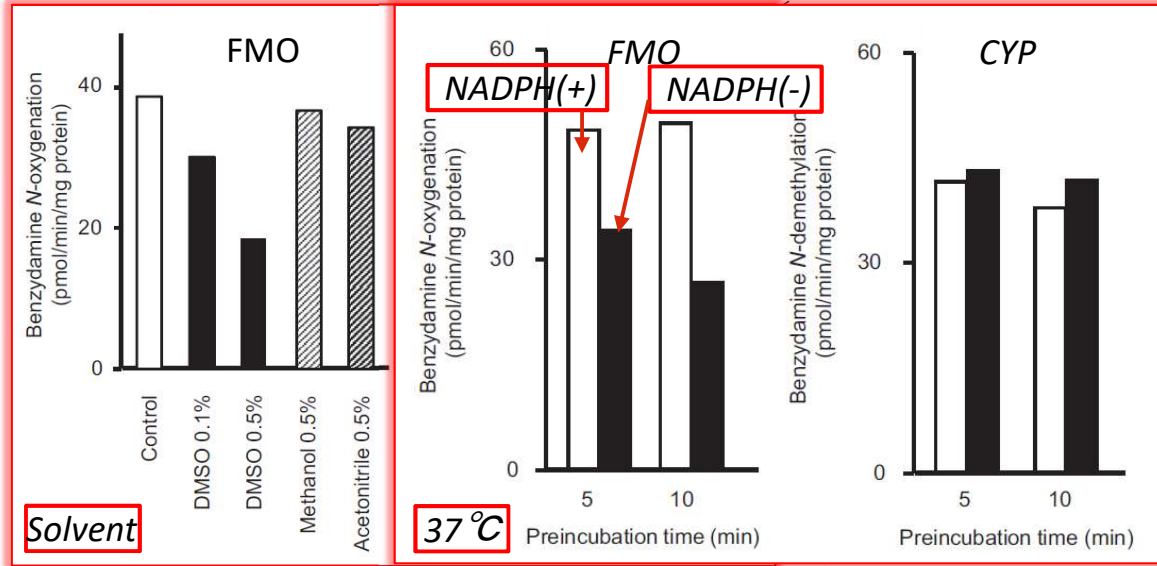 FMO
40
20
0
Benzydamine N-oxygenation
(pmol/min/mg protein)
Control
DMSO 0.1%
DMSO 0.5%
Methanol 0.5%
Acetonitrile 0.5%
Solvent
FMO
NADPH(+)
NADPH(-)
60
30
0
Benzydamine N-oxygenation
(pmol/min/mg protein)
5
10
Preincubation time (min)
37℃
CYP
60
30
0
Benzydamine N-demethylation
(pmol/min/mg protein)
5
10
Preincubation time (min)